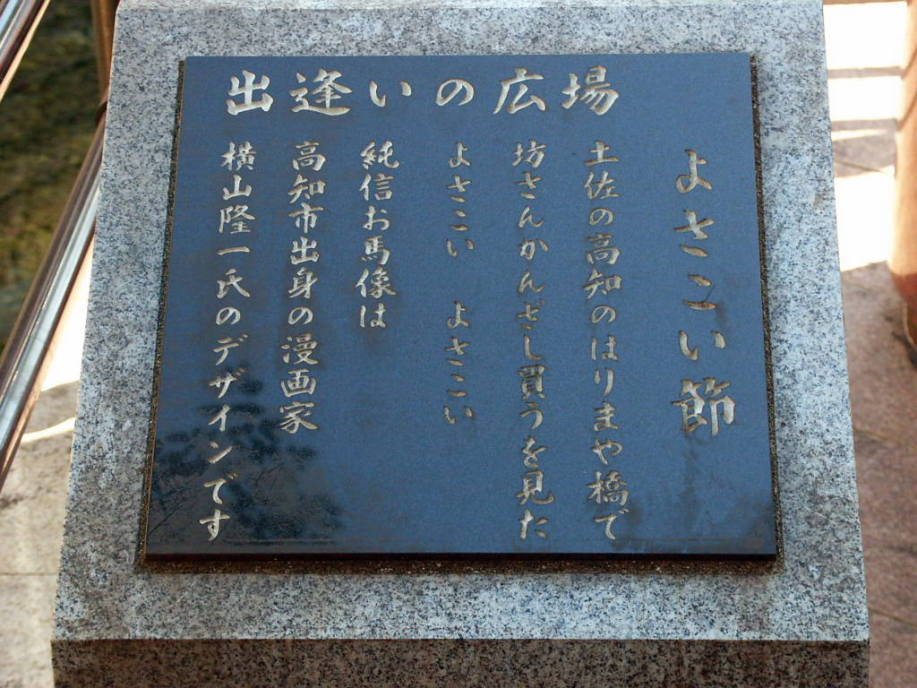 出逢いの広場
よさこい節
土佐の高知のはりまや橋で
坊さんかんざし買うを見た
よさこい　よさこい
純信お馬像は
高知市出身の漫画家
横山隆一氏のデザインです